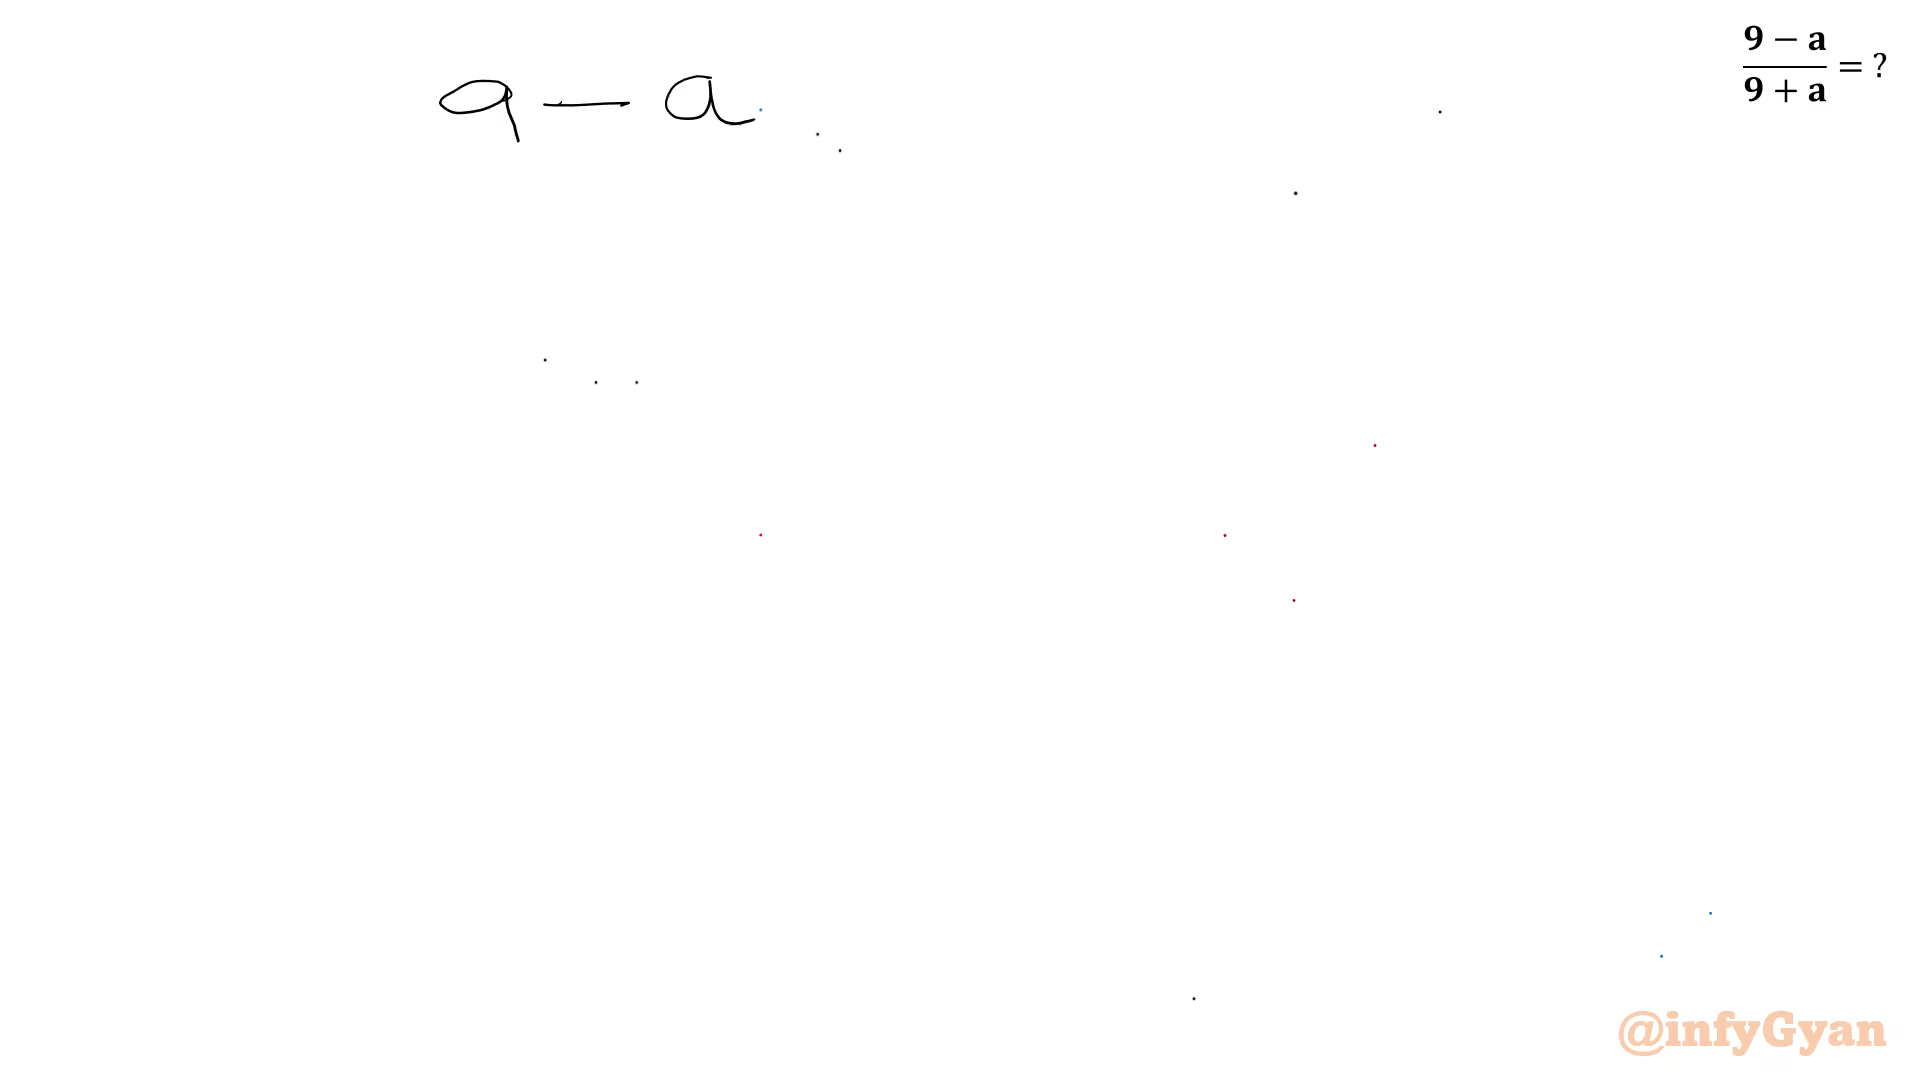 9 − a
9 − a
9 + a = ?
@infyGyan